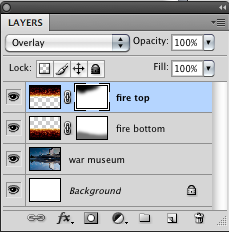 LAYERS
Overlay Opacity: 100%
Lock: Fill: 100%
fire top
fire bottom
war museum
Background
fx.